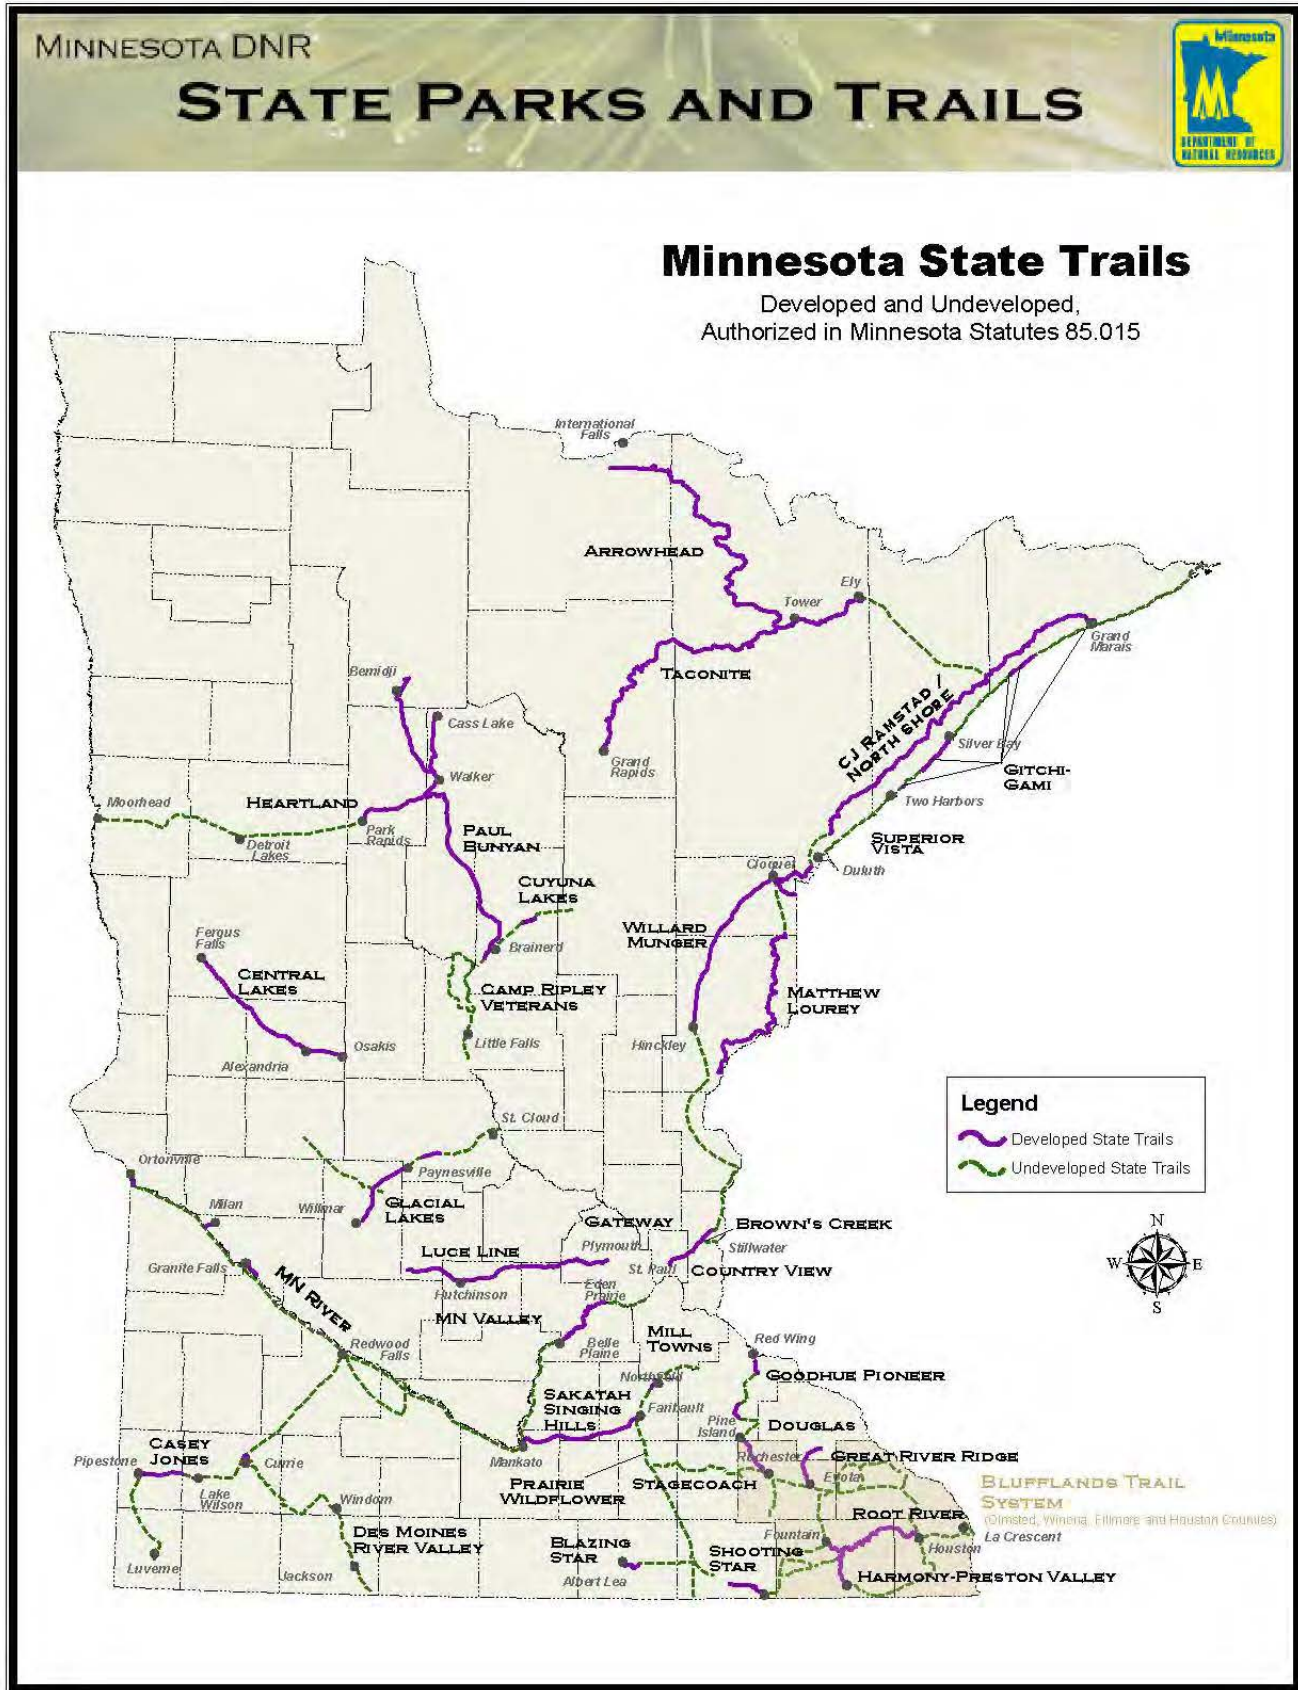 MINNESOTA DNR
STATE PARKS AND TRAILS
Minnesota
DEPARTMENT OF
NATURAL RESOURCES
Minnesota State Trails
Developed and Undeveloped,
Authorized in Minnesota Statutes 85.015
International
Falls
ARROWHEAD
Ely
Tower
Grand
Marais
TACONITE
Bemidji
Cass Lake
CJ RAMSTAD /
NORTH SHORE
Silver Bay
Grand
Rapids
GITCHI-
GAMI
Walker
Moorhead
HEARTLAND
Two Harbors
Park
Rapids
PAUL
BUNYAN
Detroit
Lakes
SUPERIOR
VISTA
Cloquet
Duluth
CUYUNA
LAKES
WILLARD
MUNGER
Fergus
Falls
Brainerd
CENTRAL
LAKES
CAMP RIPLEY
VETERANS
MATTHEW
LOUREY
Osakis
Little Falls
Hinckley
Alexandria
Legend
Developed State Trails
Undeveloped State Trails
St. Cloud
Ortonville
Paynesville
Milan
Willmar
GLACIAL
LAKES
GATEWAY
BROWN'S CREEK
Plymouth
Stillwater
LUCE LINE
St. Paul
COUNTRY VIEW
Granite Falls
Hutchinson
Eden
Prairie
MN RIVER
MN VALLEY
N
W
E
S
Redwood
Falls
Belle
Plaine
MILL
TOWNS
Red Wing
Northfield
GOODHUE PIONEER
SAKATAH
SINGING
HILLS
Faribault
Pine
Island
DOUGLAS
CASEY
JONES
Pipestone
Currie
Mankato
Rochester
GREAT RIVER RIDGE
Eyota
Lake
Wilson
PRAIRIE
WILDFLOWER
STAGECOACH
BLUFFLANDS TRAIL
SYSTEM
(Olmsted, Winona, Fillmore and Houston Counties)
Windom
ROOT RIVER
DES MOINES
RIVER VALLEY
BLAZING
STAR
Fountain
La Crescent
Houston
SHOOTING
STAR
Luverne
Jackson
Albert Lea
HARMONY-PRESTON VALLEY